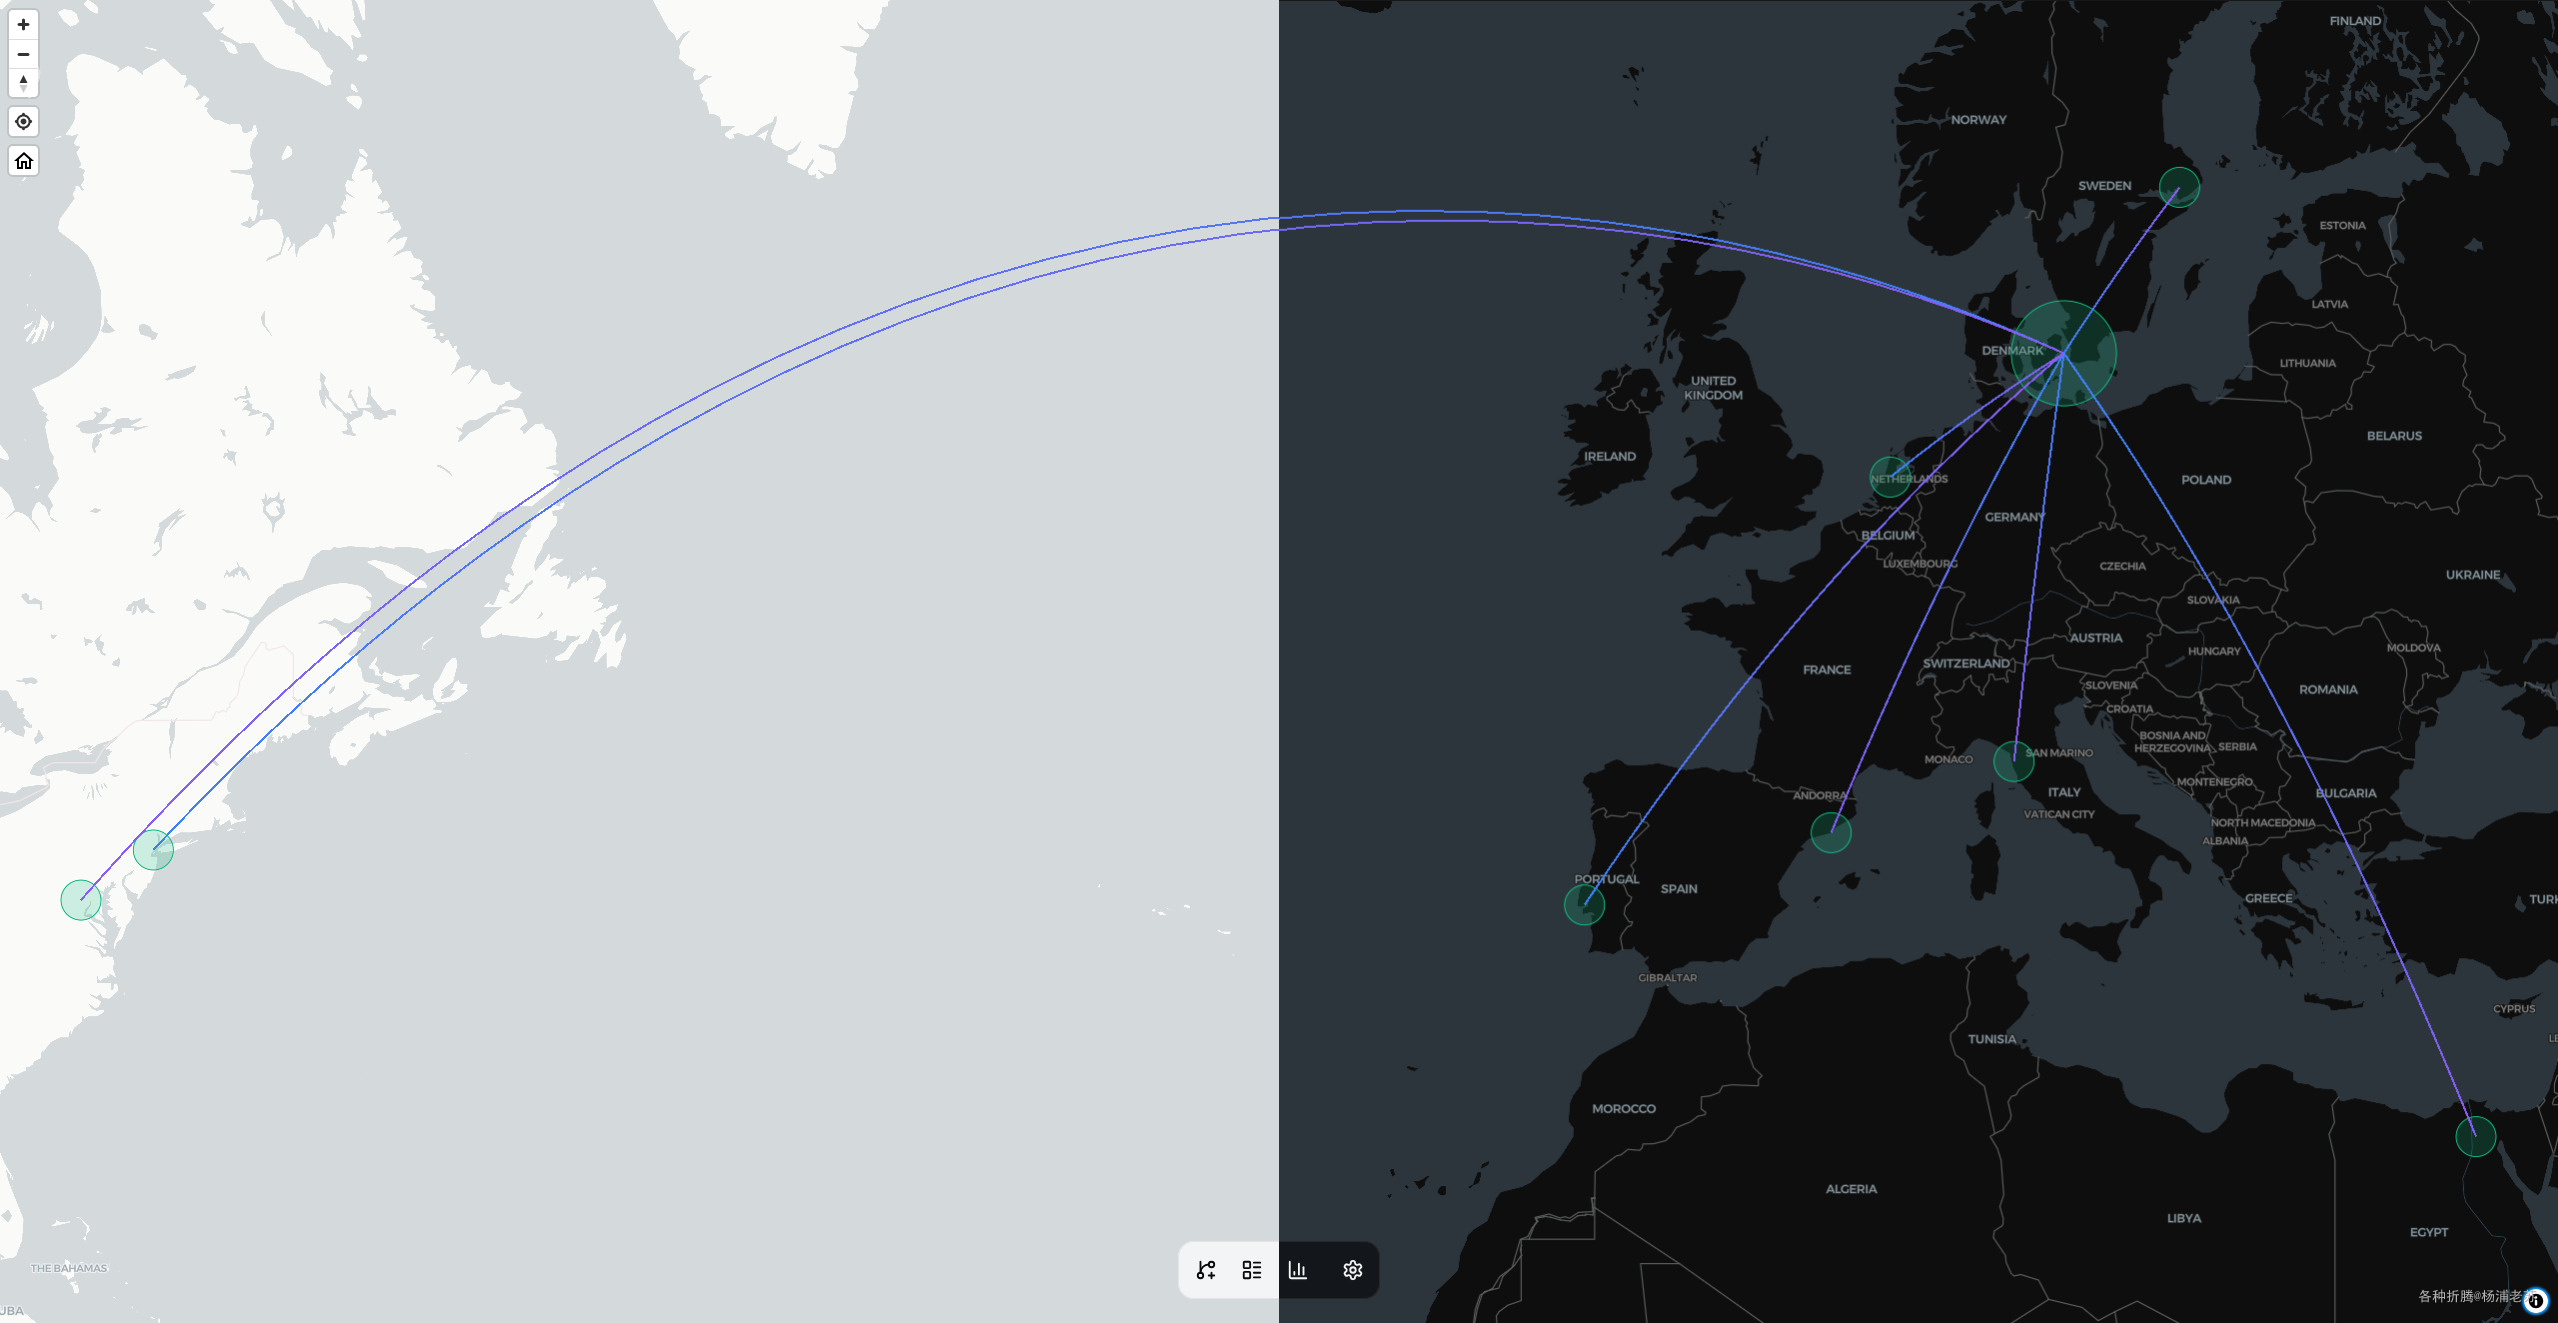 FINLAND
NORWAY
SWEDEN
ESTONIA
LATVIA
DENMARK
LITHUANIA
UNITED
KINGDOM
BELARUS
IRELAND
NETHERLANDS
POLAND
GERMANY
BELGIUM
LUXEMBOURG
CZECHIA
UKRAINE
SLOVAKIA
AUSTRIA
MOLDOVA
HUNGARY
SWITZERLAND
FRANCE
SLOVENIA
ROMANIA
CROATIA
BOSNIA AND
HERZEGOVINA
SERBIA
SAN MARINO
MONACO
MONTENEGRO
ITALY
BULGARIA
ANDORRA
VATICAN CITY
NORTH MACEDONIA
ALBANIA
PORTUGAL
SPAIN
GREECE
TURK
GIBRALTAR
CYPRUS
TUNISIA
LE
MOROCCO
ALGERIA
LIBYA
EGYPT
THE BAHAMAS
UBA
各种折腾@杨浦老